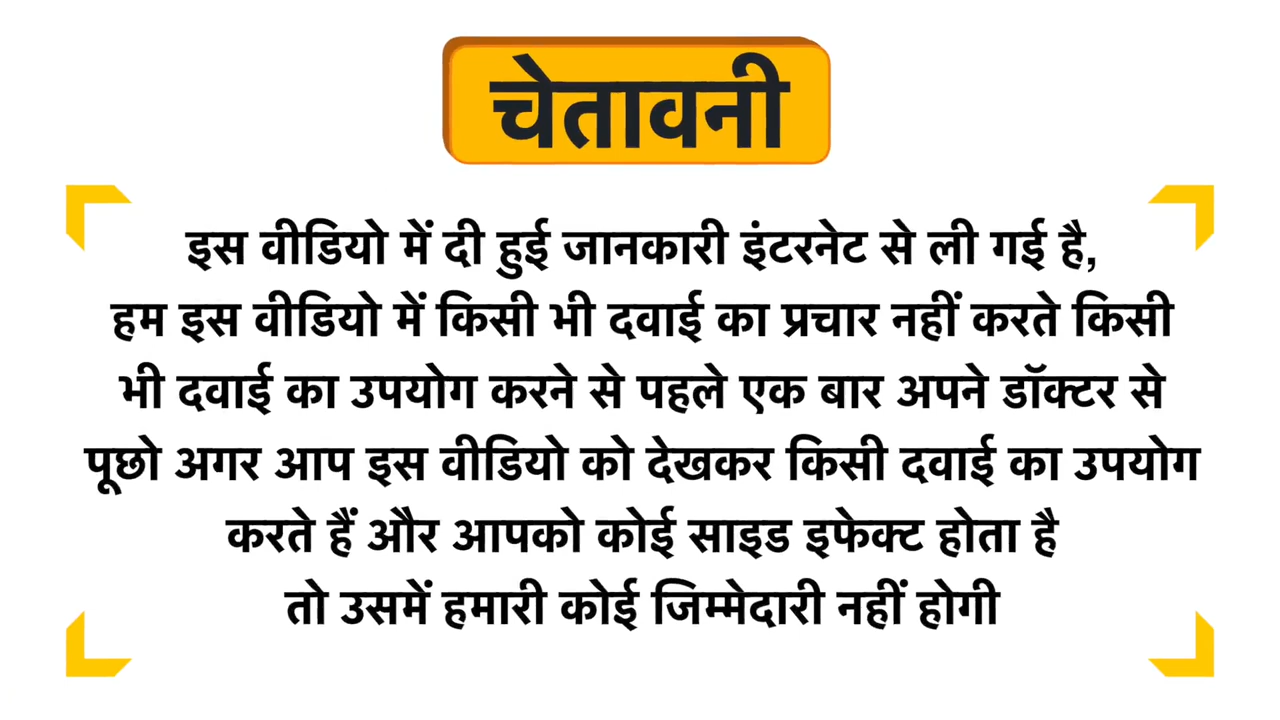 चेतावनी
इस वीडियो में दी हुई जानकारी इंटरनेट से ली गई है,
हम इस वीडियो में किसी भी दवाई का प्रचार नहीं करते किसी
भी दवाई का उपयोग करने से पहले एक बार अपने डॉक्टर से
पूछो अगर आप इस वीडियो को देखकर किसी दवाई का उपयोग
करते हैं और आपको कोई साइड इफेक्ट होता है
तो उसमें हमारी कोई जिम्मेदारी नहीं होगी